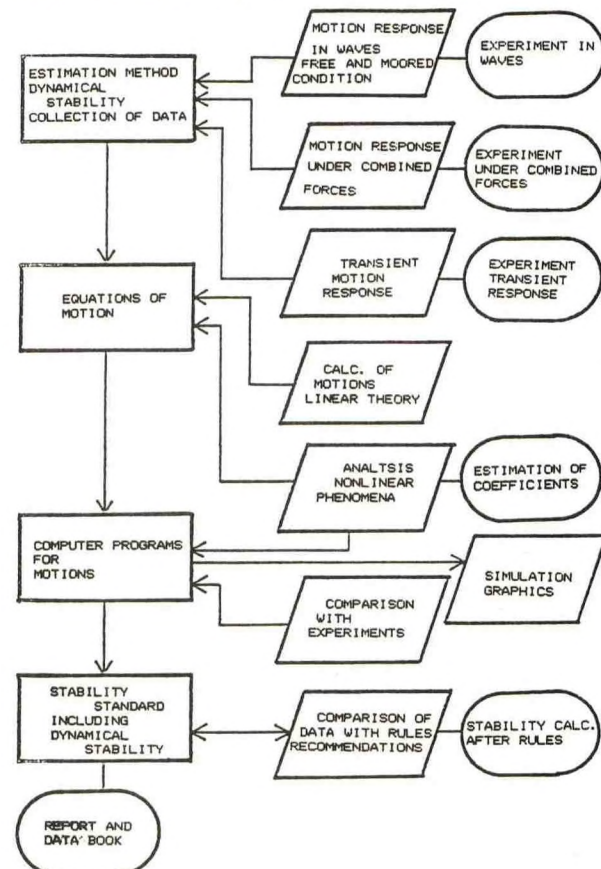 MOTION RESPONSE
IN WAVES
FREE AND MOORED
CONDITION
EXPERIMENT IN
WAVES
ESTIMATION METHOD
DYNAMICAL
STABILITY
COLLECTION OF DATA
MOTION RESPONSE
UNDER COMBINED
FORCES
EXPERIMENT
UNDER COMBINED
FORCES
TRANSIENT
MOTION
RESPONSE
EXPERIMENT
TRANSIENT
RESPONSE
EQUATIONS OF
MOTION
CALC. OF
MOTIONS
LINEAR THEORY
ANALTSIS
NONLINEAR
PHENOMENA
ESTIMATION OF
COEFFICIENTS
COMPUTER PROGRAMS
FOR
MOTIONS
SIMULATION
GRAPHICS
COMPARISON
WITH
EXPERIMENTS
STABILITY
STANDARD
INCLUDING
DYNAMICAL
STABILITY
COMPARISON OF
DATA WITH RULES
RECOMMENDATIONS
STABILITY CALC.
AFTER RULES
REPORT AND
DATA BOOK